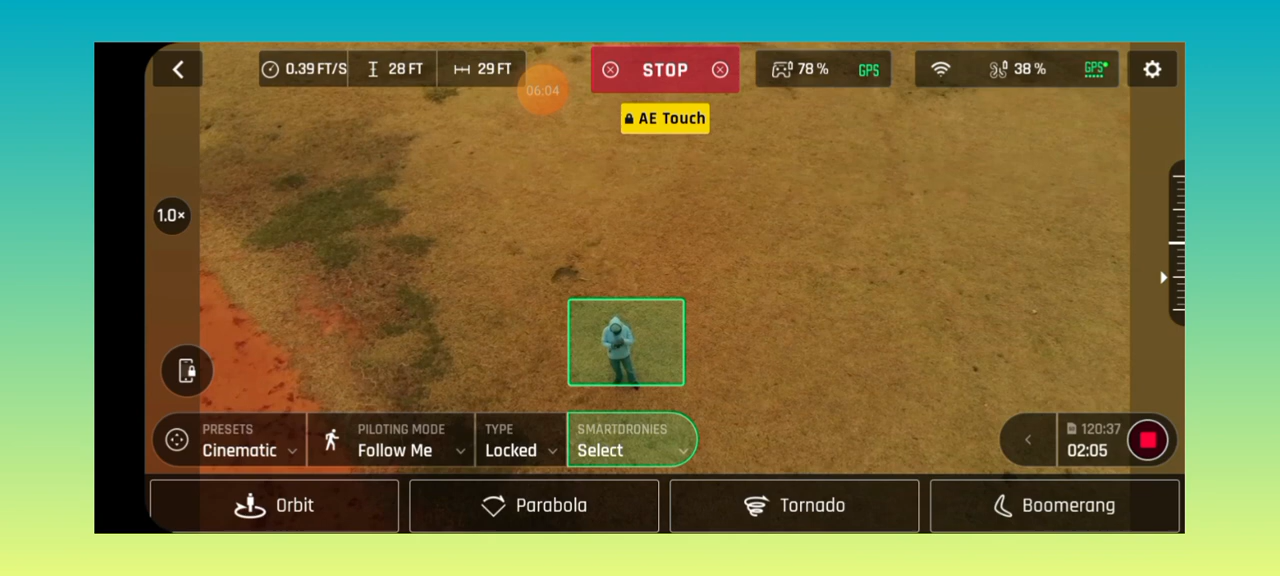 0.39 FT/S 28 FT 29 FT STOP 78 % GPS 38 % GPS
06:04
AE Touch
1.0×
PRESETS PILOTING MODE TYPE SMARTDRONIES 120:37
Cinematic Follow Me Locked Select 02:05
Orbit Parabola Tornado Boomerang